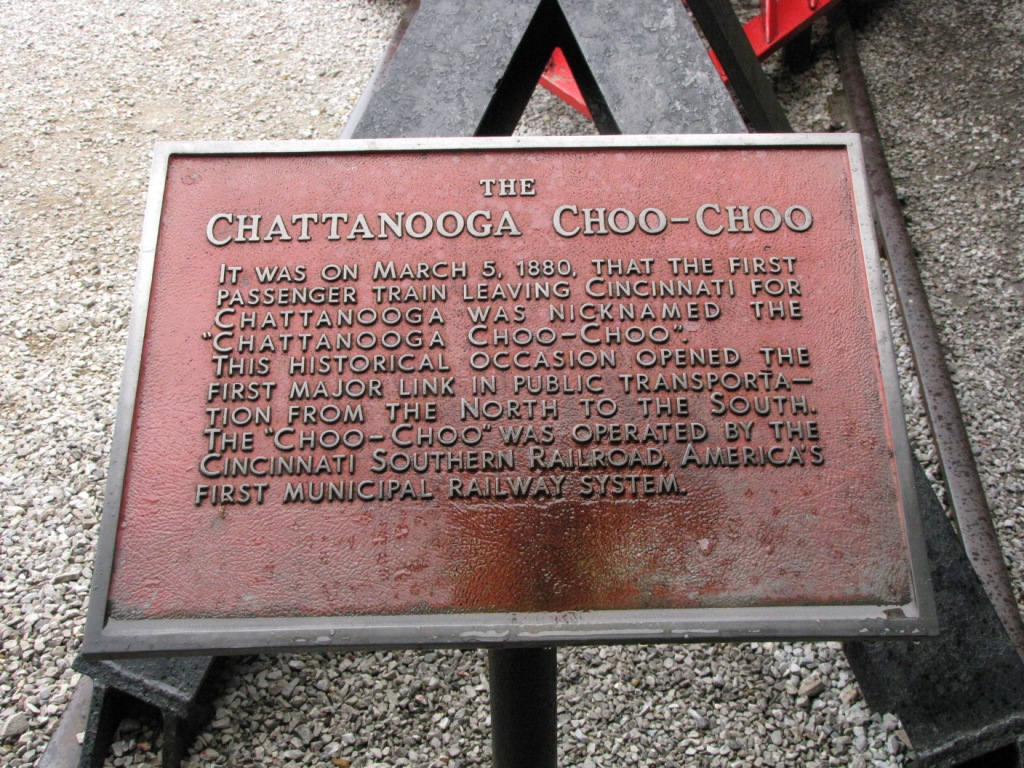 THE
CHATTANOOGA CHOO-CHOO
IT WAS ON MARCH 5, 1880, THAT THE FIRST
PASSENGER TRAIN LEAVING CINCINNATI FOR
CHATTANOOGA WAS NICKNAMED THE
"CHATTANOOGA CHOO-CHOO".
THIS HISTORICAL OCCASION OPENED THE
FIRST MAJOR LINK IN PUBLIC TRANSPORTA-
TION FROM THE NORTH TO THE SOUTH.
THE "CHOO-CHOO" WAS OPERATED BY THE
CINCINNATI SOUTHERN RAILROAD, AMERICA'S
FIRST MUNICIPAL RAILWAY SYSTEM.